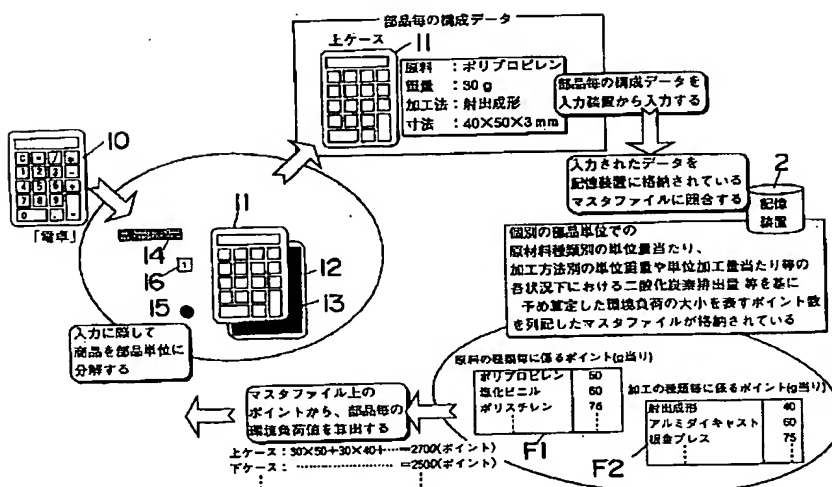 部品毎の構成データ
上ケース
11
原料 :ポリプロピレン
重量 :30g
加工法:射出成形
寸法 :40×50×3mm
部品毎の構成データを
入力装置から入力する
10
C
1 2 3 −
4 5 6 +
7 8 9
0
「電卓」
入力されたデータを
記憶装置に格納されている
マスタファイルに照合する
2
記憶
装置
11
14
16
1
12
13
15
入力に際して
商品を部品単位に
分解する
個別の部品単位での
原材料種類別の単位量当たり、
加工方法別の単位重量や単位加工量当たり等の
各状況下における二酸化炭素排出量等を基に
予め算定した環境負荷の大小を表すポイント数
を列記したマスタファイルが格納されている
マスタファイル上の
ポイントから、部品毎の
環境負荷値を算出する
原料の種類毎に係るポイント(g当り)
ポリプロピレン 50
塩化ビニル 60
ポリスチレン 76
F1
加工の種類毎に係るポイント(g当り)
射出成形 40
アルミダイキャスト 60
板金プレス 75
F2
上ケース:30×50+30×40+……=2700(ポイント)
下ケース:……………………=2500(ポイント)